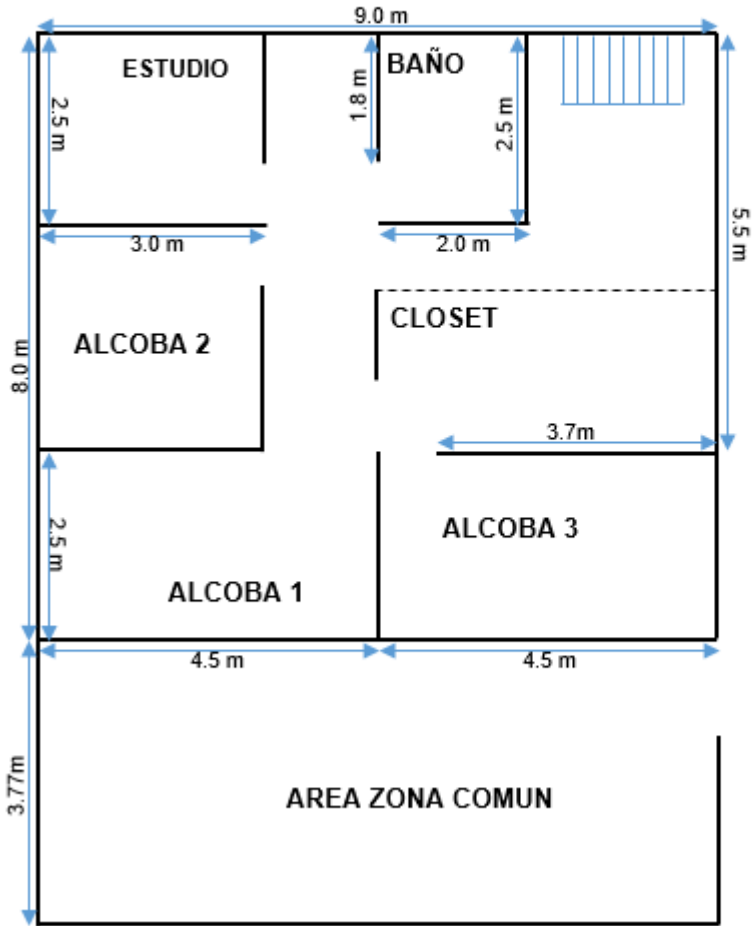 9.0 m
ESTUDIO
BAÑO
2.5 m
1.8 m
2.5 m
5.5 m
3.0 m
2.0 m
CLOSET
ALCOBA 2
8.0 m
3.7m
2.5 m
ALCOBA 3
ALCOBA 1
4.5 m
4.5 m
3.77m
AREA ZONA COMUN